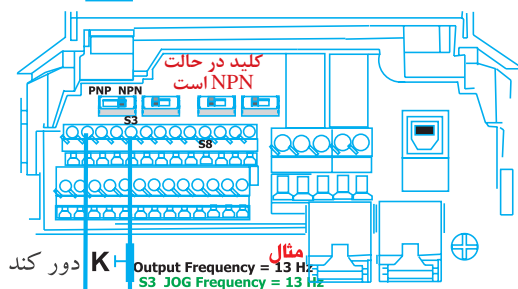 کلید در حالت
NPN است
PNP NPN
S3
S8
مثال
دور کند K
Output Frequency = 13 Hz
S3 JOG Frequency = 13 Hz